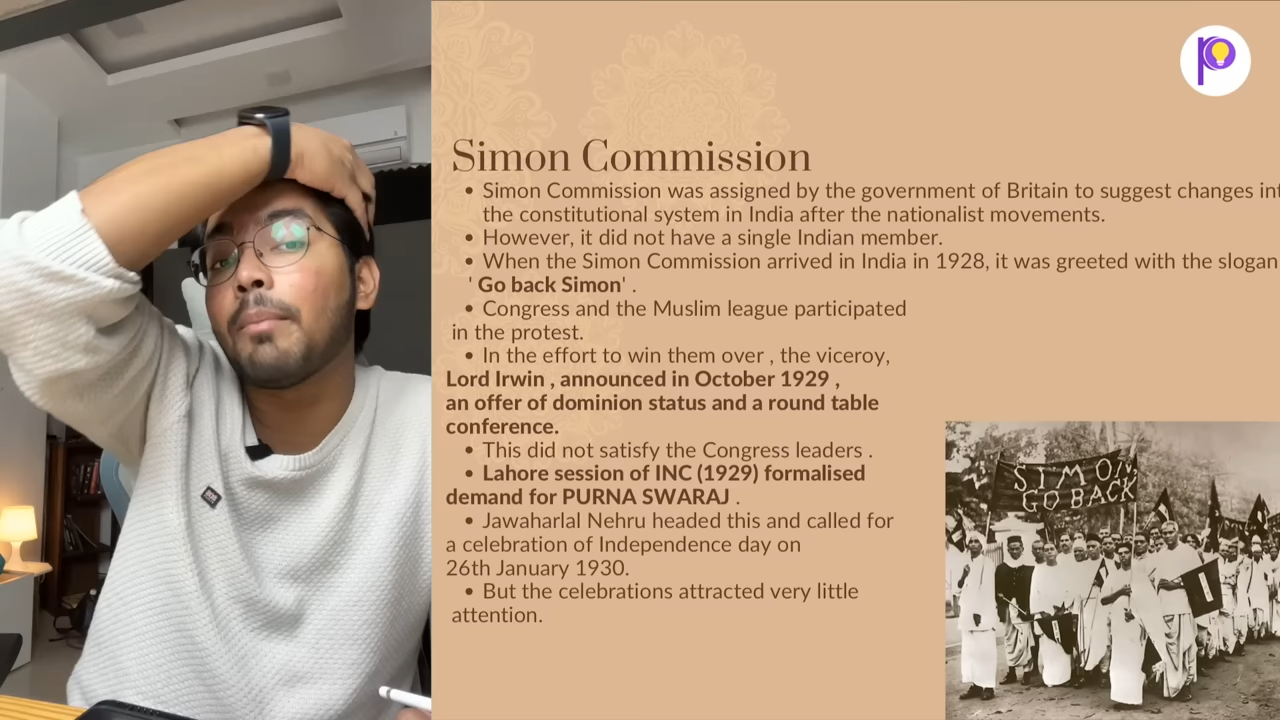 Simon Commission
• Simon Commission was assigned by the government of Britain to suggest changes int
the constitutional system in India after the nationalist movements.
• However, it did not have a single Indian member.
• When the Simon Commission arrived in India in 1928, it was greeted with the slogan
' Go back Simon' .
• Congress and the Muslim league participated
in the protest.
• In the effort to win them over , the viceroy,
Lord Irwin , announced in October 1929 ,
an offer of dominion status and a round table
conference.
• This did not satisfy the Congress leaders .
• Lahore session of INC (1929) formalised
demand for PURNA SWARAJ .
• Jawaharlal Nehru headed this and called for
a celebration of Independence day on
26th January 1930.
• But the celebrations attracted very little
attention.
SIMON,
GO BACK